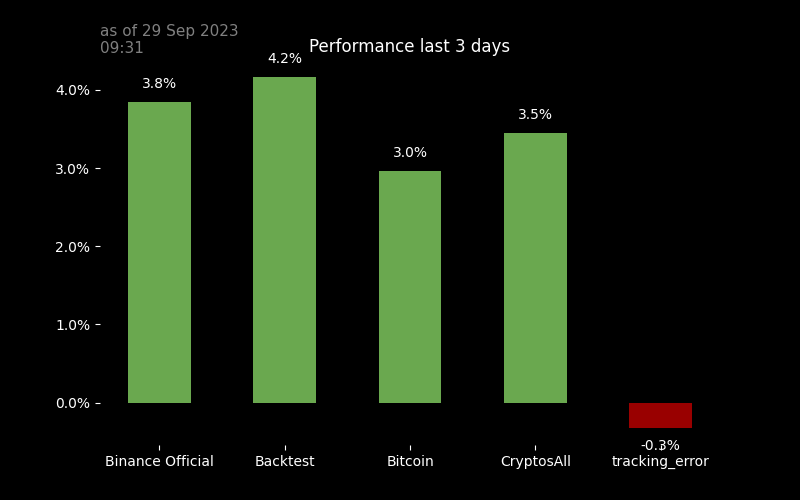 as of 29 Sep 2023
09:31
Performance last 3 days
4.2%
3.8%
3.5%
3.0%
4.0%
3.0%
2.0%
1.0%
0.0%
-0.3%
Binance Official
Backtest
Bitcoin
CryptosAll
tracking_error